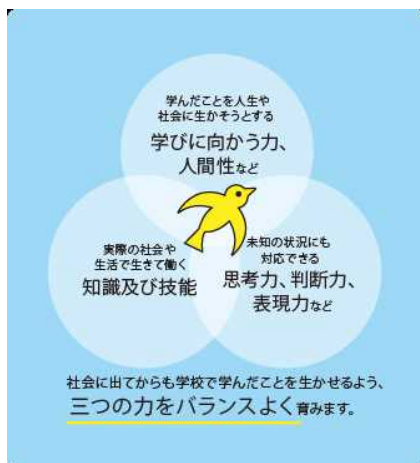 学んだことを人生や
社会に生かそうとする
学びに向かう力、
人間性など
実際の社会や
生活で生きて働く
知識及び技能
未知の状況にも
対応できる
思考力、判断力、
表現力など
社会に出てからも学校で学んだことを生かせるよう、
三つの力をバランスよく育みます。